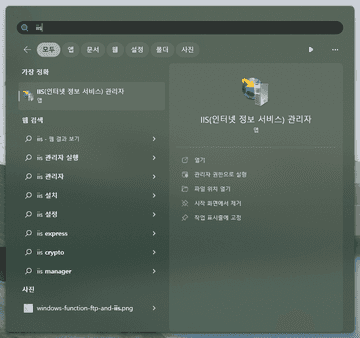 iis
모두 앱 문서 웹 설정 폴더 사진
가장 정확
IIS(인터넷 정보 서비스) 관리자
앱
웹 검색
iis - 웹 결과 보기
iis 관리자 실행
iis 관리자
iis 설치
iis 설정
iis express
iis crypto
iis manager
사진
windows-function-ftp-and-iis.png
IIS(인터넷 정보 서비스) 관리자
앱
열기
관리자 권한으로 실행
파일 위치 열기
시작 화면에서 제거
작업 표시줄에 고정